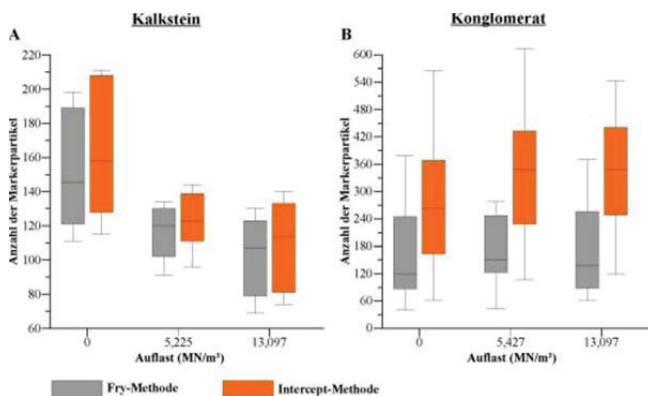 Kalkstein
Konglomerat
A
B
Anzahl der Markerpartikel
220
200
180
160
140
120
100
80
60
0
5,225
13,097
Auflast (MN/m²)
Anzahl der Markerpartikel
600
540
480
420
360
300
240
180
120
60
0
0
5,427
13,097
Auflast (MN/m²)
Fry-Methode
Intercept-Methode